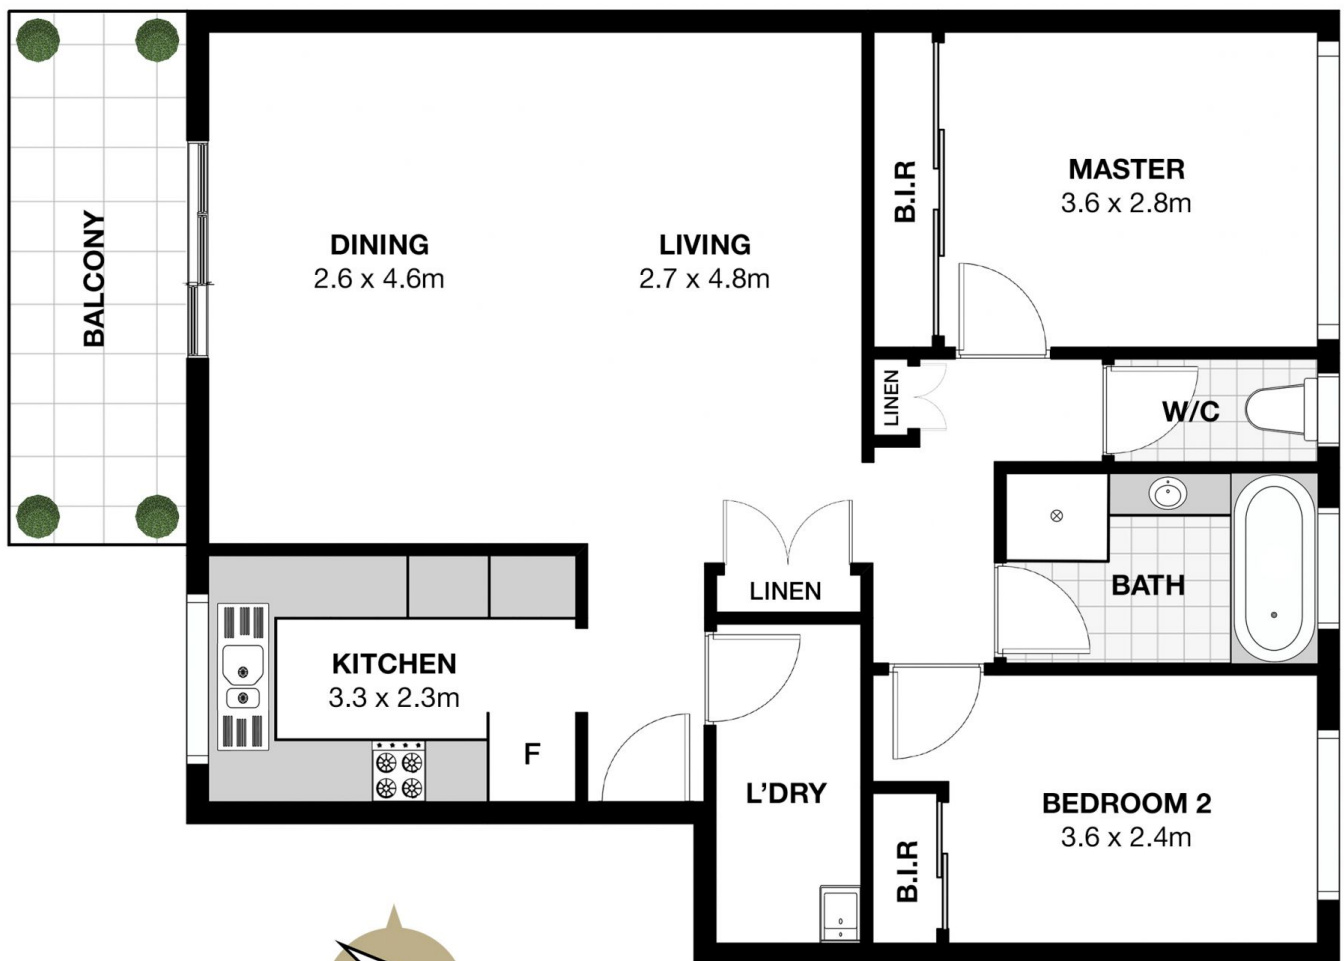 BALCONY
DINING
2.6 x 4.6m
LIVING
2.7 x 4.8m
B.I.R
MASTER
3.6 x 2.8m
LINEN
W/C
LINEN
BATH
KITCHEN
3.3 x 2.3m
F
L'DRY
BEDROOM 2
3.6 x 2.4m
B.I.R